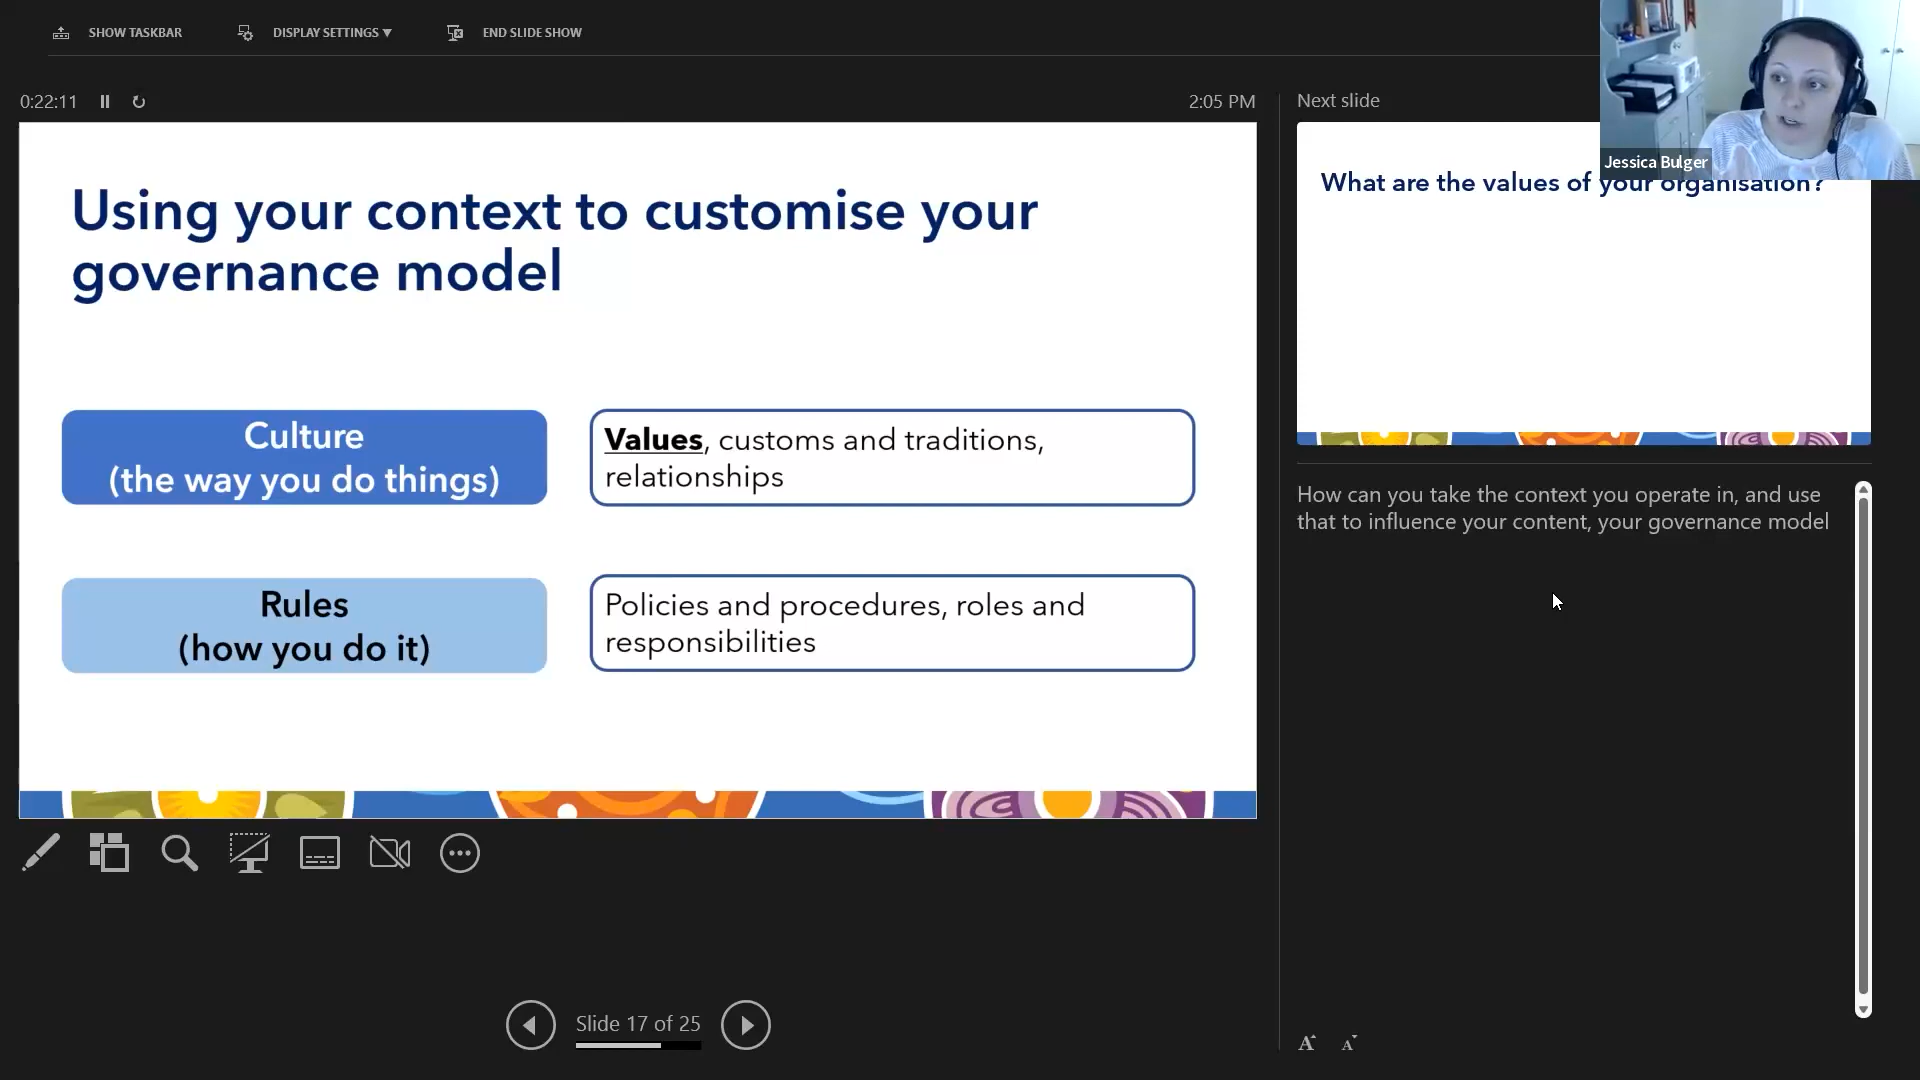 SHOW TASKBAR
DISPLAY SETTINGS ▼
END SLIDE SHOW
0:22:11
2:05 PM
Using your context to customise your
governance model
Culture
(the way you do things)
Values, customs and traditions,
relationships
Rules
(how you do it)
Policies and procedures, roles and
responsibilities
Slide 17 of 25
Next slide
Jessica Bulger
What are the values of your organisation?
How can you take the context you operate in, and use
that to influence your content, your governance model
A A